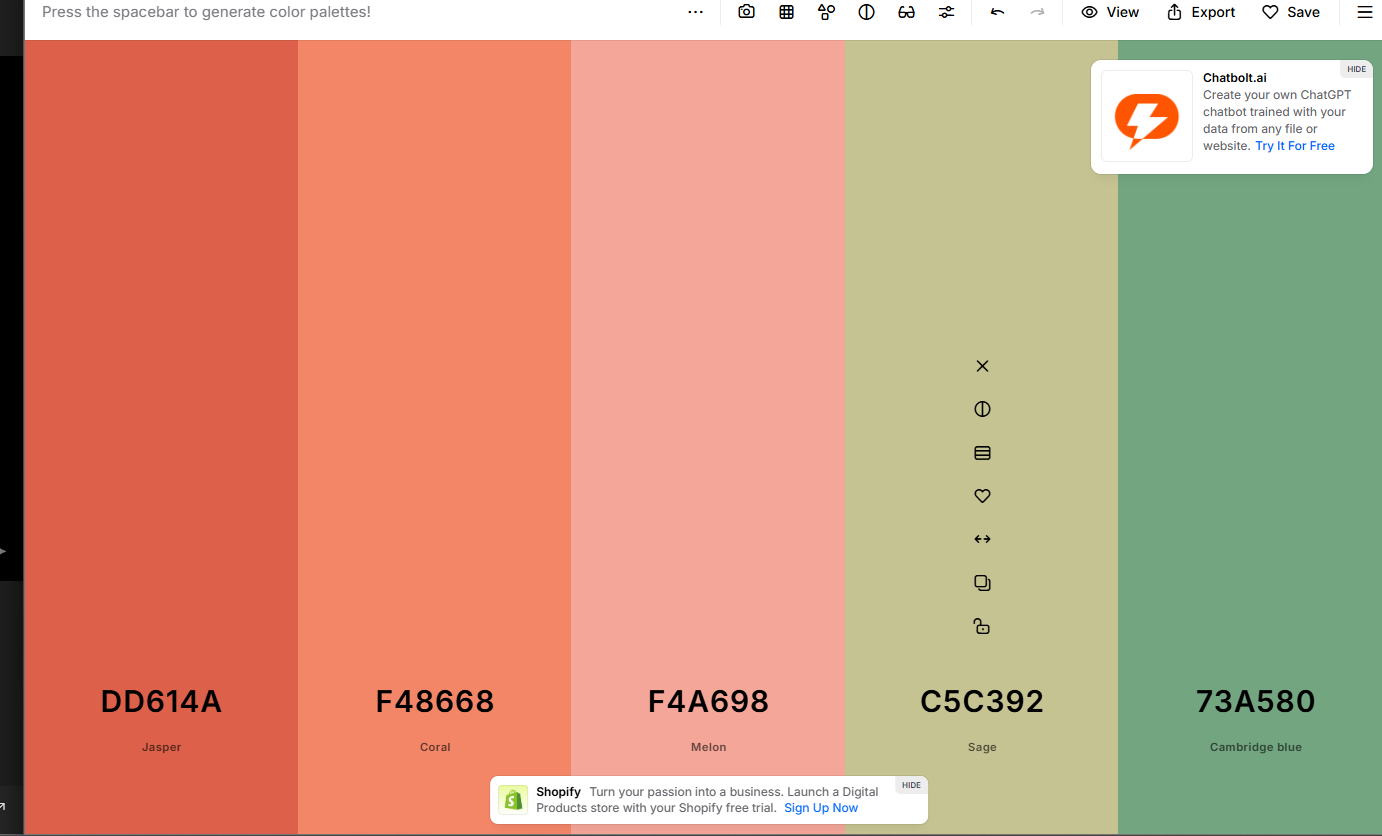 Press the spacebar to generate color palettes!
View
Export
Save
HIDE
Chatbolt.ai
Create your own ChatGPT
chatbot trained with your
data from any file or
website. Try It For Free
DD614A
F48668
F4A698
C5C392
73A580
Jasper
Coral
Melon
Sage
Cambridge blue
HIDE
Shopify Turn your passion into a business. Launch a Digital
Products store with your Shopify free trial. Sign Up Now